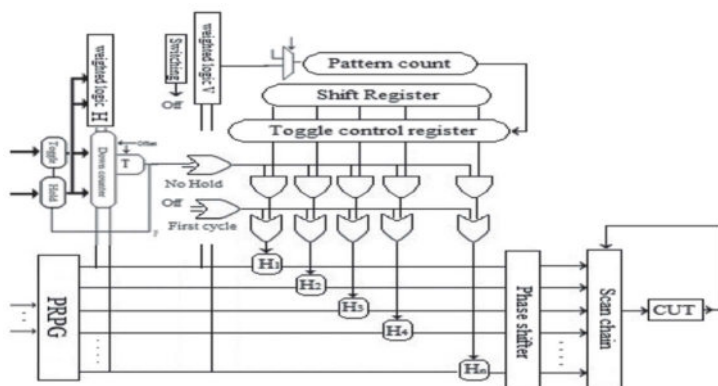 weighted logic H
Switching
Off
weighted logic V
Pattern count
Shift Register
Toggle control register
Toggle
Hold
Down counter
T
No Hold
Off
First cycle
PRPG
H1
H2
H3
H4
Hn
Phase shifter
Scan chain
CUT